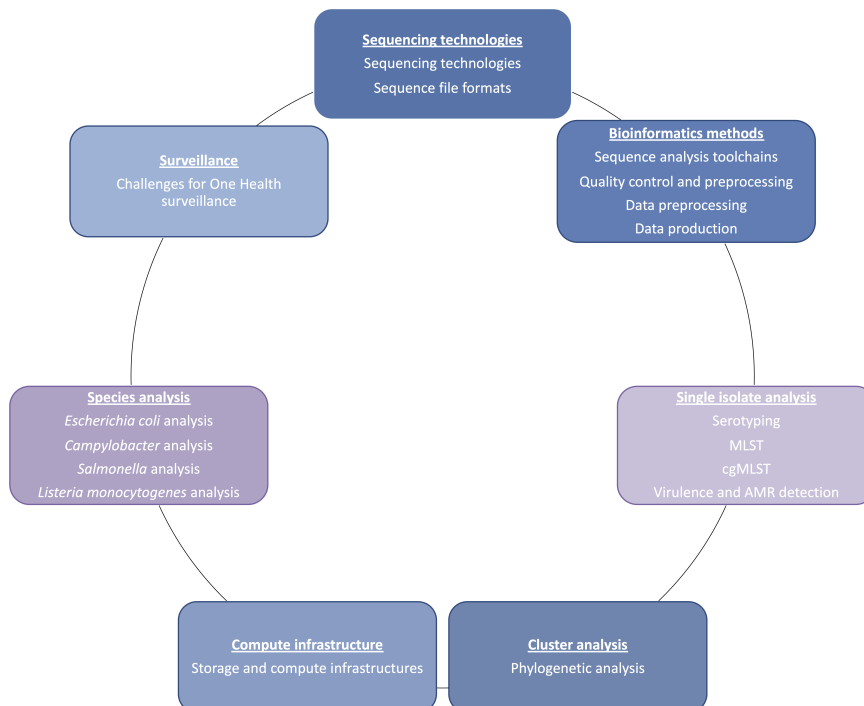 Sequencing technologies
Sequencing technologies
Sequence file formats
Bioinformatics methods
Sequence analysis toolchains
Quality control and preprocessing
Data preprocessing
Data production
Single isolate analysis
Serotyping
MLST
cgMLST
Virulence and AMR detection
Cluster analysis
Phylogenetic analysis
Compute infrastructure
Storage and compute infrastructures
Species analysis
Escherichia coli analysis
Campylobacter analysis
Salmonella analysis
Listeria monocytogenes analysis
Surveillance
Challenges for One Health
surveillance